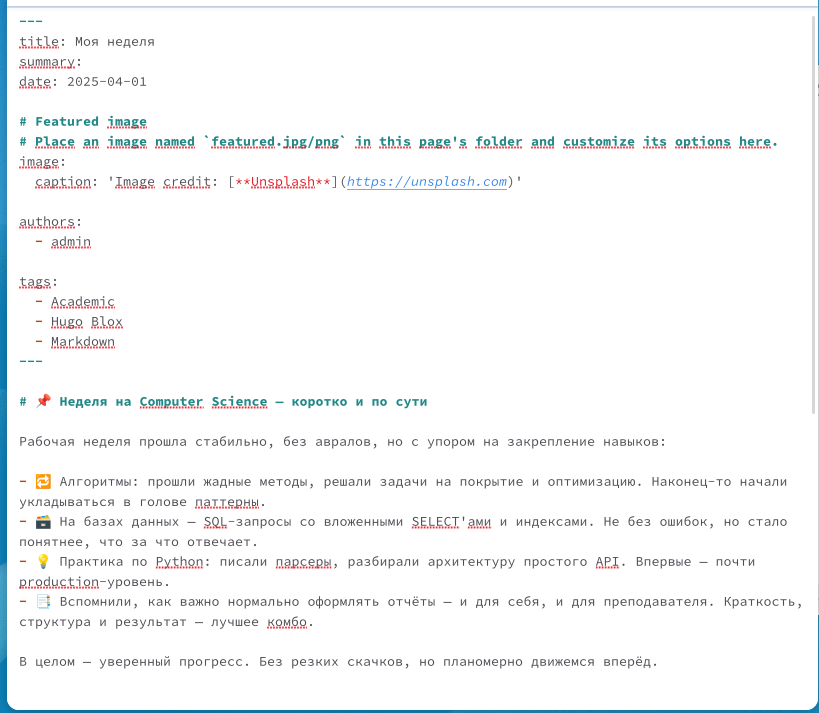 ---
title: Моя неделя
summary:
date: 2025-04-01

# Featured image
# Place an image named `featured.jpg/png` in this page's folder and customize its options here.
image:
  caption: 'Image credit: [**Unsplash**](https://unsplash.com)'

authors:
  - admin

tags:
  - Academic
  - Hugo Blox
  - Markdown
---

# 📌 Неделя на Computer Science — коротко и по сути

Рабочая неделя прошла стабильно, без авралов, но с упором на закрепление навыков:

- 🔁 Алгоритмы: прошли жадные методы, решали задачи на покрытие и оптимизацию. Наконец-то начали
укладываться в голове паттерны.
- 🗃️ На базах данных — SQL-запросы со вложенными SELECT'ами и индексами. Не без ошибок, но стало
понятнее, что за что отвечает.
- 💡 Практика по Python: писали парсеры, разбирали архитектуру простого API. Впервые — почти
production-уровень.
- 📑 Вспомнили, как важно нормально оформлять отчёты — и для себя, и для преподавателя. Краткость,
структура и результат — лучшее комбо.

В целом — уверенный прогресс. Без резких скачков, но планомерно движемся вперёд.